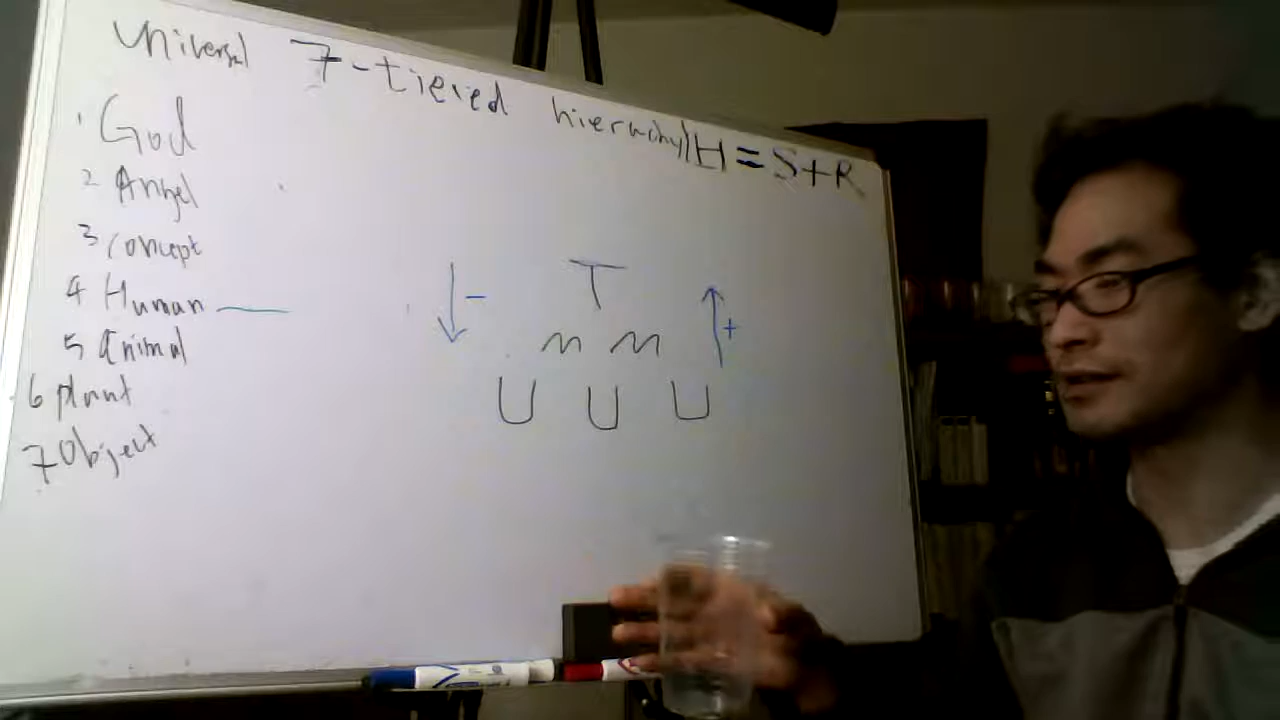 Universal 7-tiered hierarchy H = S+R
1 God
2 Angel
3 Concept
4 Human
5 Animal
6 Plant
7 Object
T
- +
m m
U U U